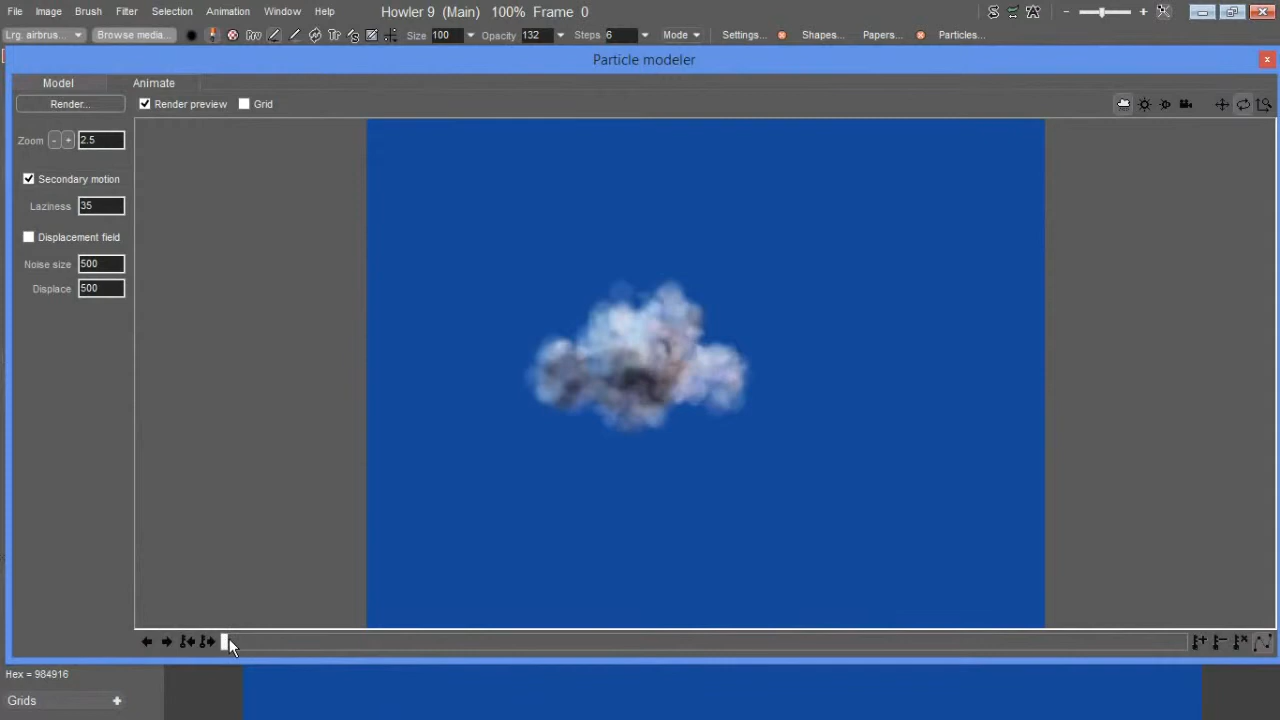 File Image Brush Filter Selection Animation Window Help Howler 9 (Main) 100% Frame 0
Lrg. airbrus... Browse media... Prv Tr Size 100 Opacity 132 Steps 6 Mode Settings... Shapes... Papers... Particles...
Particle modeler
Model Animate
Render... Render preview Grid
Zoom - + 2.5
Secondary motion
Laziness 35
Displacement field
Noise size 500
Displace 500
Hex = 984916
Grids +